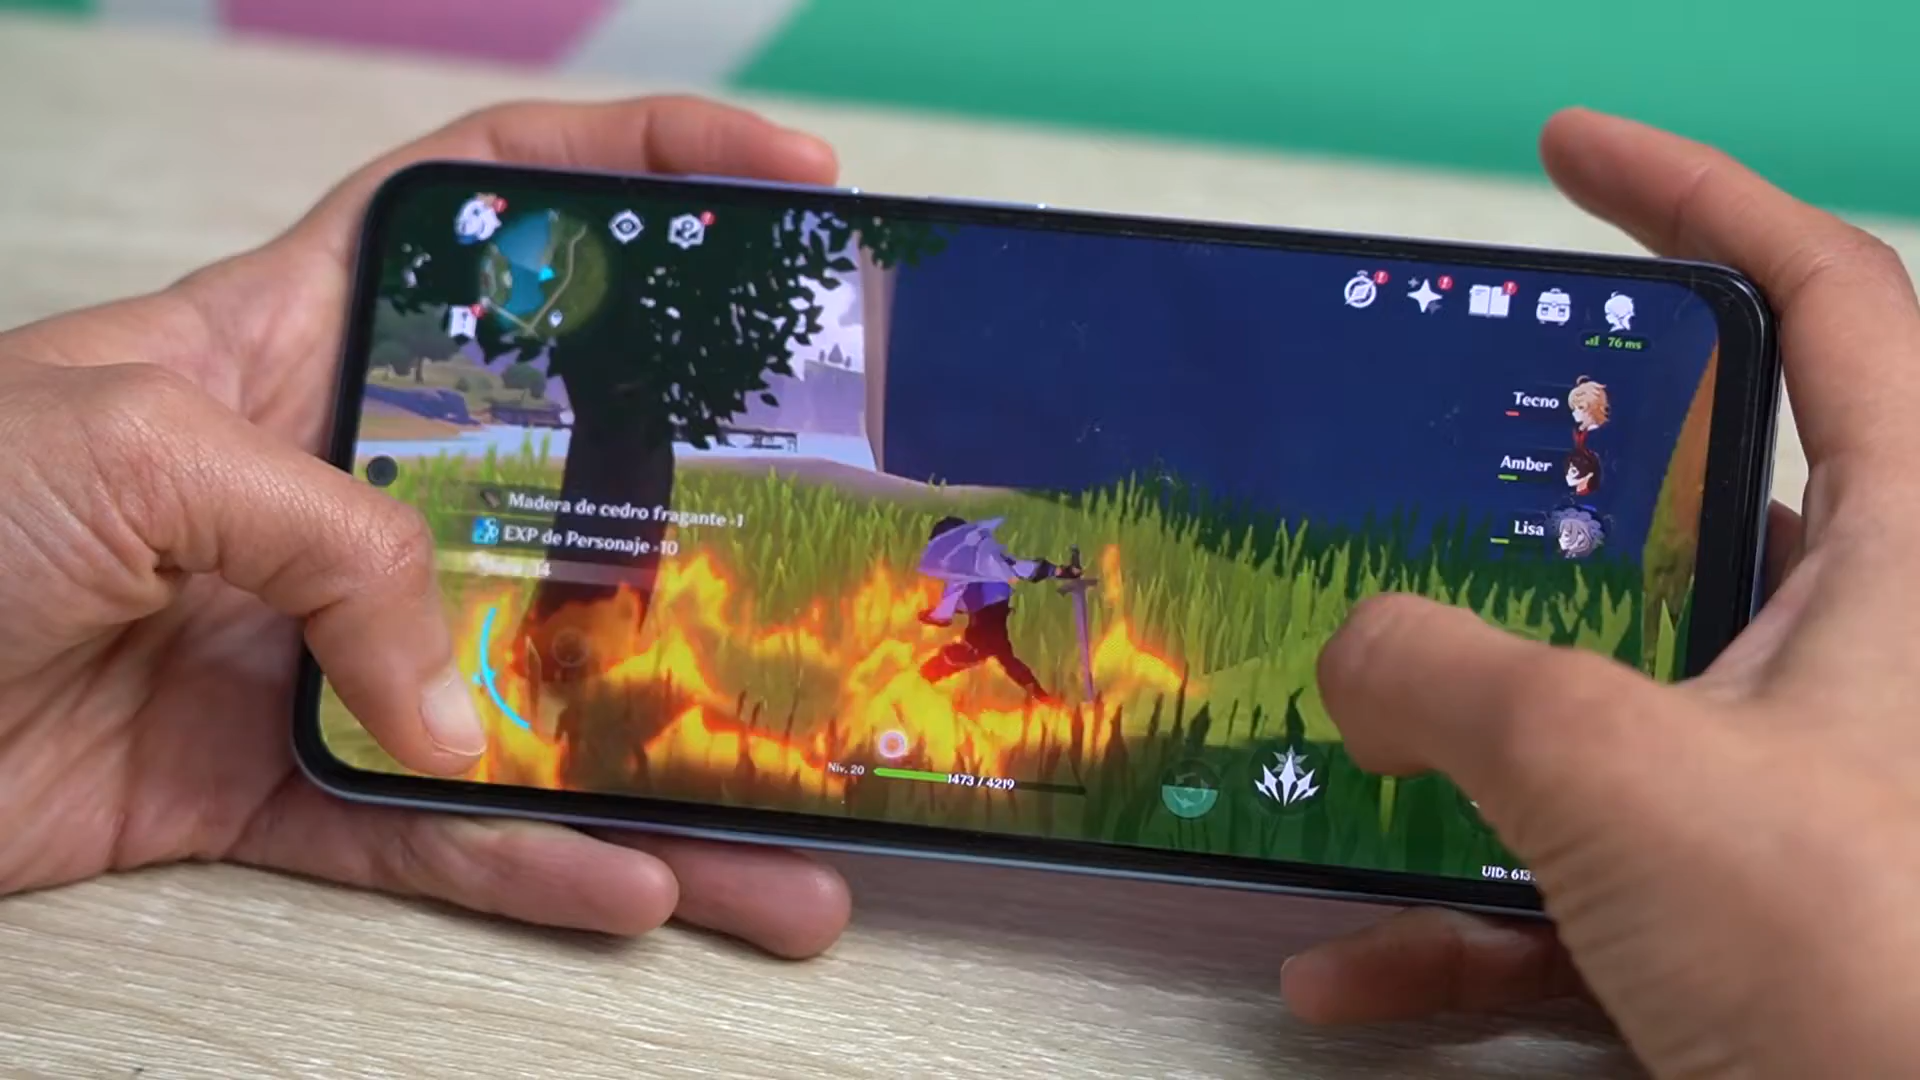 76 ms
Tecno
Amber
Lisa
Madera de cedro fragante ×1
EXP de Personaje ×10
Niv. 20
1473 / 4219
UID: 613